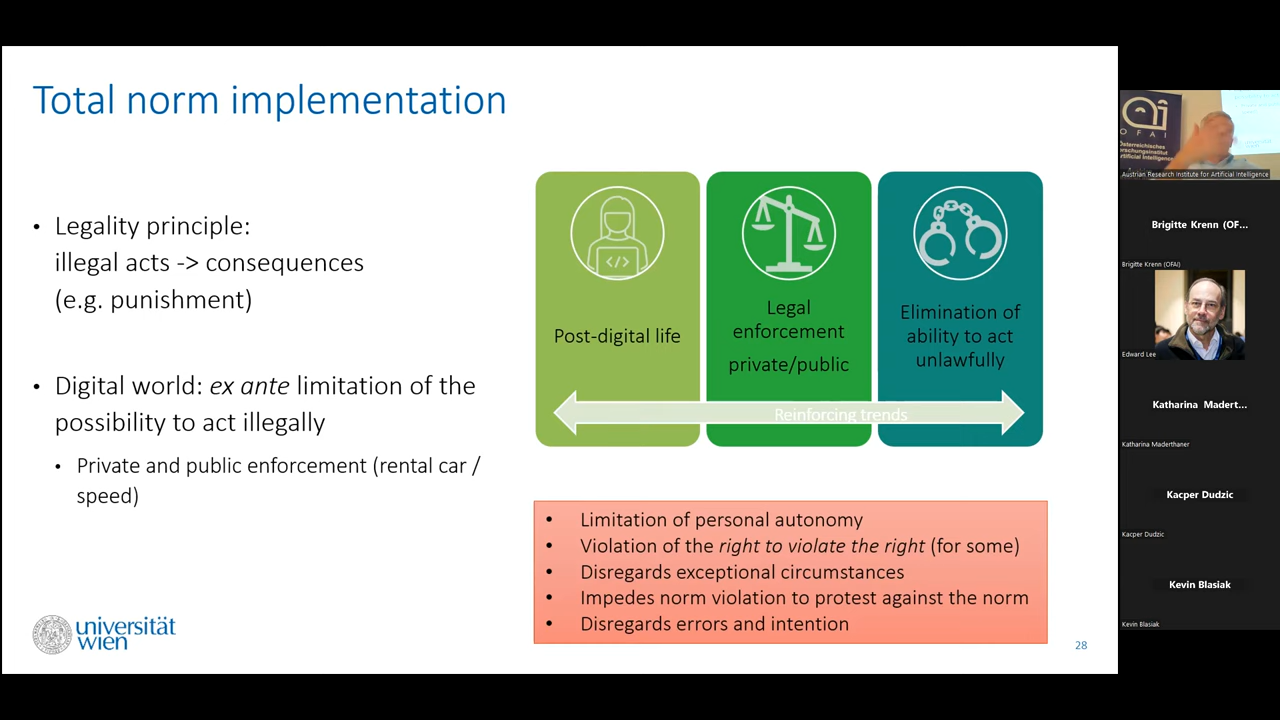 Total norm implementation
• Legality principle:
illegal acts -> consequences
(e.g. punishment)
• Digital world: ex ante limitation of the
possibility to act illegally
• Private and public enforcement (rental car /
speed)
</>
Post-digital life
Legal
enforcement
private/public
Elimination of
ability to act
unlawfully
Reinforcing trends
• Limitation of personal autonomy
• Violation of the right to violate the right (for some)
• Disregards exceptional circumstances
• Impedes norm violation to protest against the norm
• Disregards errors and intention
universität
wien
28
OFAI
Österreichisches
Forschungsinstitut
Artificial Intelligence
Austrian Research Institute for Artificial Intelligence
Brigitte Krenn (OF...
Brigitte Krenn (OFAI)
Edward Lee
Katharina Madert...
Katharina Maderthaner
Kacper Dudzic
Kacper Dudzic
Kevin Blasiak
Kevin Blasiak